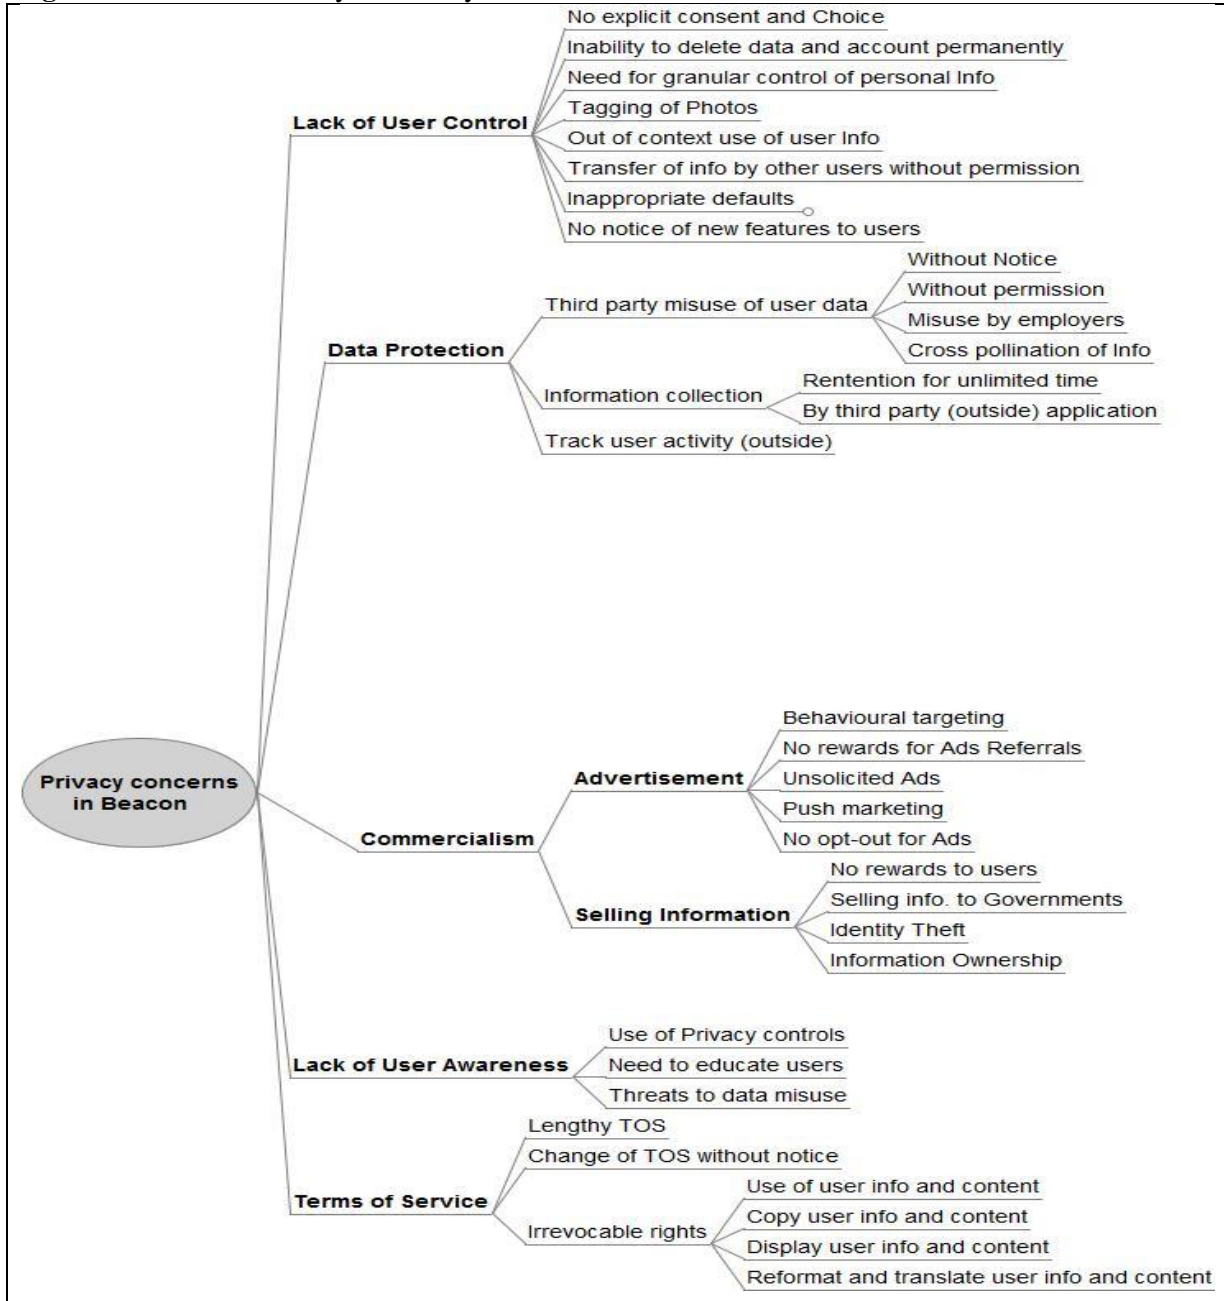 No explicit consent and Choice
Inability to delete data and account permanently
Need for granular control of personal Info
Tagging of Photos
Lack of User Control
Out of context use of user Info
Transfer of info by other users without permission
Inappropriate defaults
No notice of new features to users
Without Notice
Without permission
Third party misuse of user data
Misuse by employers
Cross pollination of Info
Data Protection
Rentention for unlimited time
Information collection
By third party (outside) application
Track user activity (outside)
Privacy concerns
in Beacon
Behavioural targeting
No rewards for Ads Referrals
Advertisement
Unsolicited Ads
Push marketing
No opt-out for Ads
Commercialism
No rewards to users
Selling info. to Governments
Selling Information
Identity Theft
Information Ownership
Use of Privacy controls
Lack of User Awareness
Need to educate users
Threats to data misuse
Lengthy TOS
Change of TOS without notice
Terms of Service
Use of user info and content
Copy user info and content
Irrevocable rights
Display user info and content
Reformat and translate user info and content